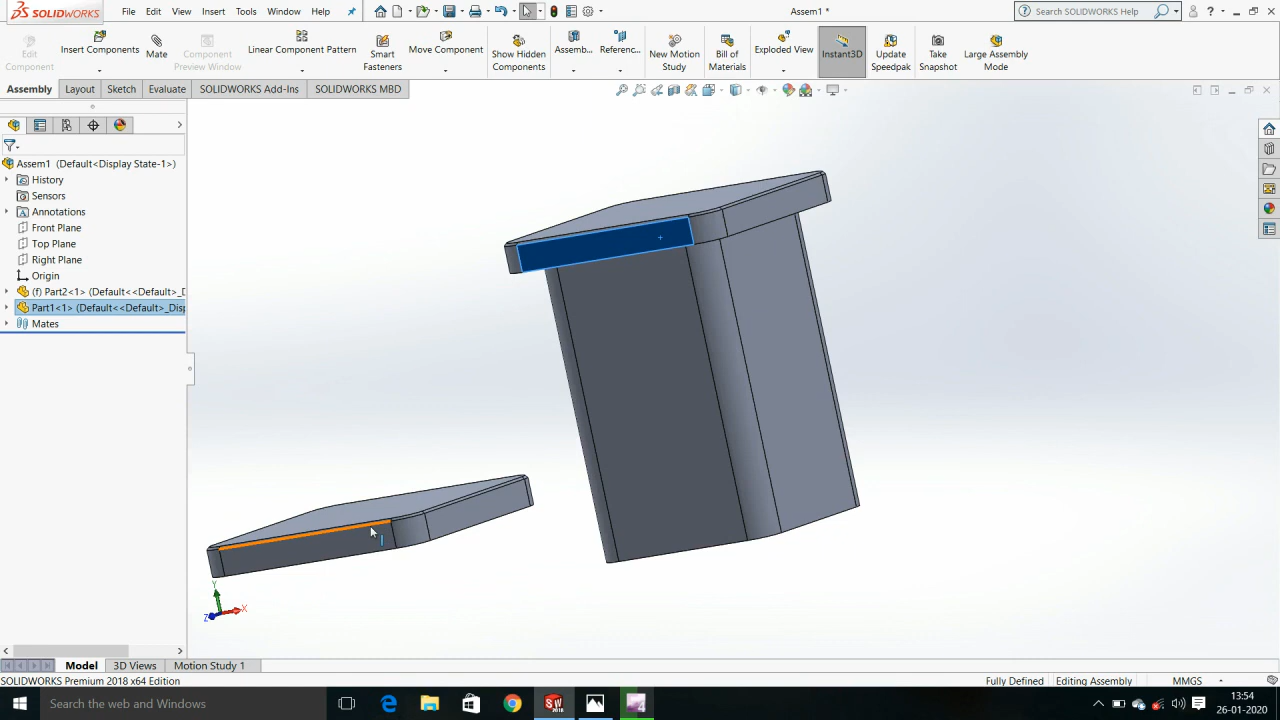 SOLIDWORKS File Edit View Insert Tools Window Help Assem1 * Search SOLIDWORKS Help
Edit Component
Insert Components
Mate
Component Preview Window
Linear Component Pattern
Smart Fasteners
Move Component
Show Hidden Components
Assemb...
Referenc...
New Motion Study
Bill of Materials
Exploded View
Instant3D
Update Speedpak
Take Snapshot
Large Assembly Mode
Assembly Layout Sketch Evaluate SOLIDWORKS Add-Ins SOLIDWORKS MBD
Assem1 (Default<Display State-1>)
History
Sensors
Annotations
Front Plane
Top Plane
Right Plane
Origin
(f) Part2<1> (Default<<Default>_D
Part1<1> (Default<<Default>_Disp
Mates
Y
X
Z
Model 3D Views Motion Study 1
SOLIDWORKS Premium 2018 x64 Edition Fully Defined Editing Assembly MMGS
Search the web and Windows
13:54
26-01-2020